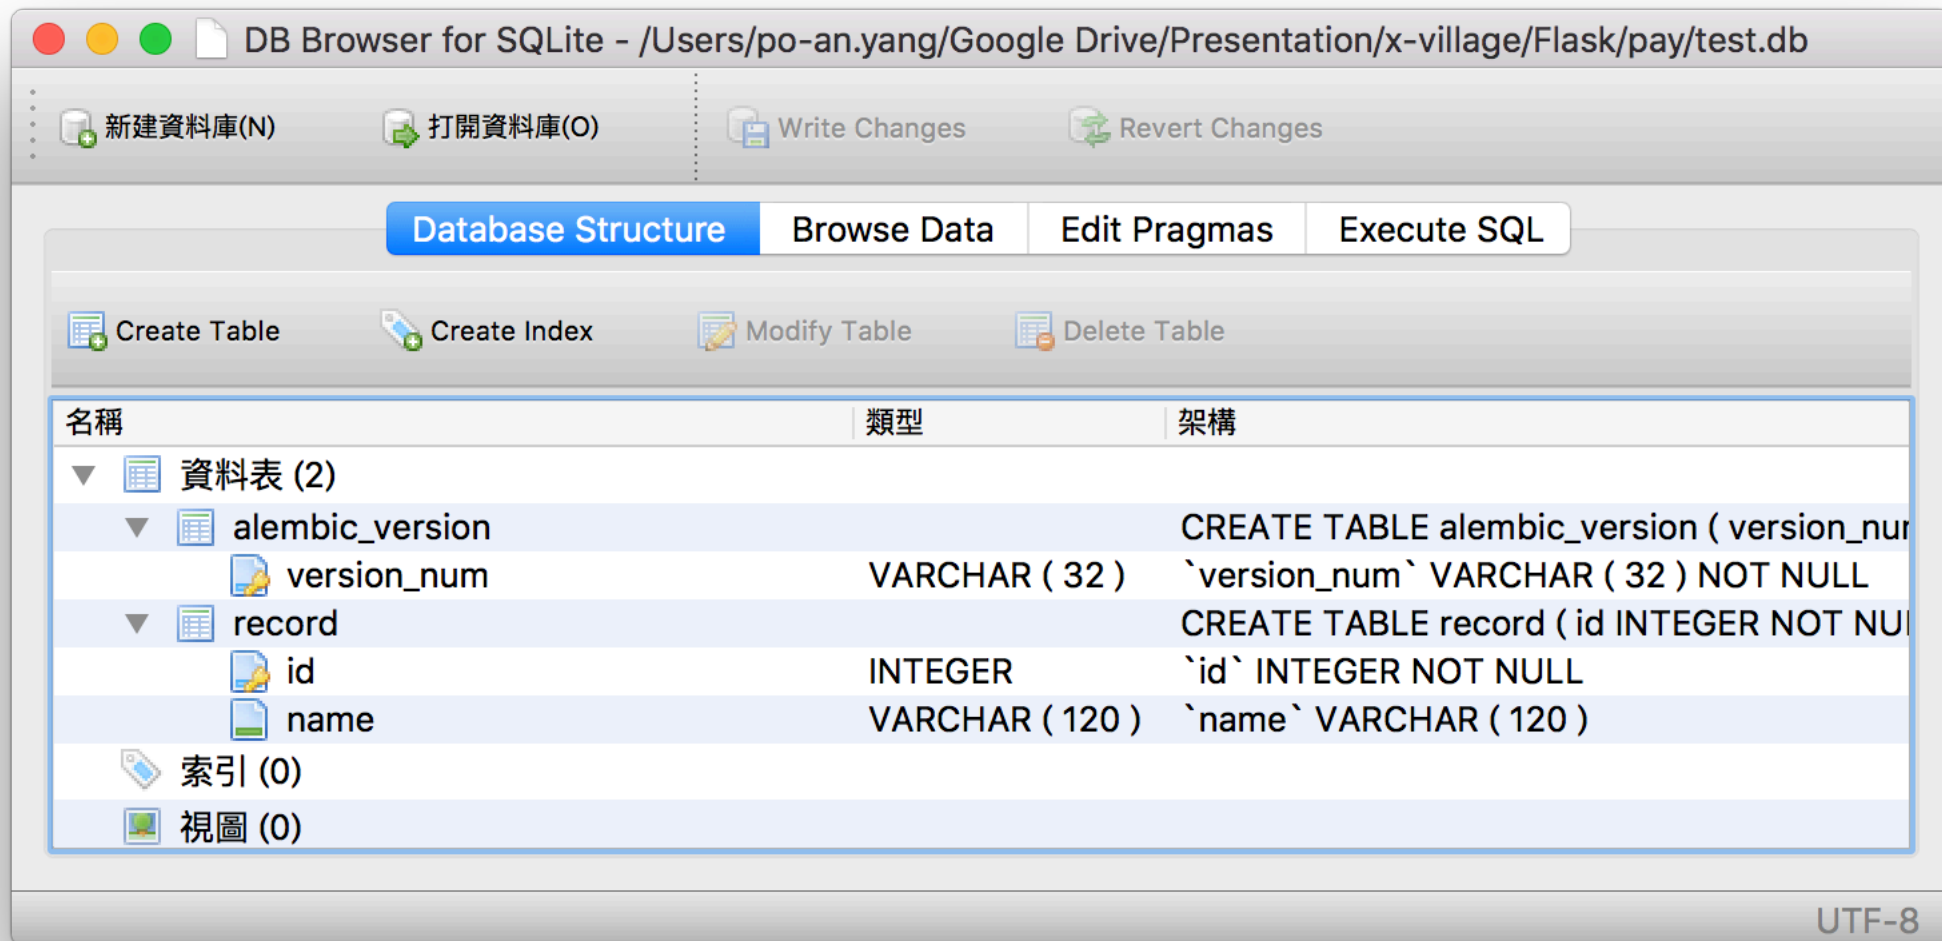 DB Browser for SQLite - /Users/po-an.yang/Google Drive/Presentation/x-village/Flask/pay/test.db
新建資料庫(N) 打開資料庫(O) Write Changes Revert Changes
Database Structure Browse Data Edit Pragmas Execute SQL
Create Table Create Index Modify Table Delete Table
名稱 類型 架構
資料表 (2)
alembic_version CREATE TABLE alembic_version ( version_nu
version_num VARCHAR ( 32 ) `version_num` VARCHAR ( 32 ) NOT NULL
record CREATE TABLE record ( id INTEGER NOT NU
id INTEGER `id` INTEGER NOT NULL
name VARCHAR ( 120 ) `name` VARCHAR ( 120 )
索引 (0)
視圖 (0)
UTF-8